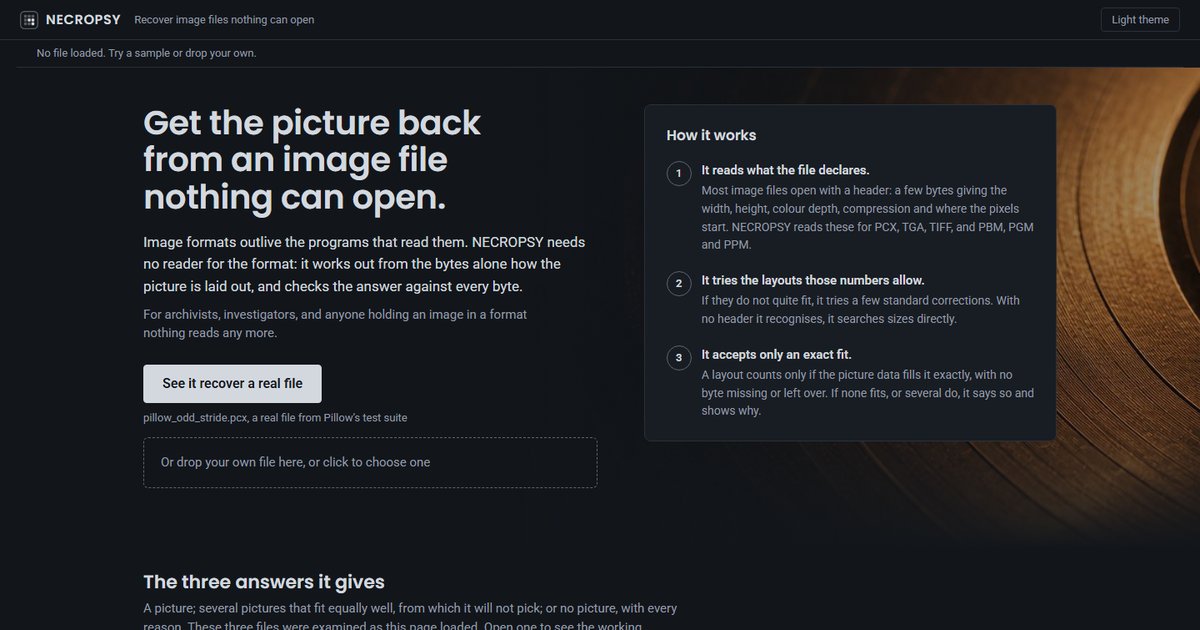 NECROPSY
Recover image files nothing can open
Light theme
No file loaded. Try a sample or drop your own.
Get the picture back
from an image file
nothing can open.
Image formats outlive the programs that read them. NECROPSY needs
no reader for the format: it works out from the bytes alone how the
picture is laid out, and checks the answer against every byte.
For archivists, investigators, and anyone holding an image in a format
nothing reads any more.
See it recover a real file
pillow_odd_stride.pcx, a real file from Pillow's test suite
Or drop your own file here, or click to choose one
How it works
1
It reads what the file declares.
Most image files open with a header: a few bytes giving the
width, height, colour depth, compression and where the pixels
start. NECROPSY reads these for PCX, TGA, TIFF, and PBM, PGM
and PPM.
2
It tries the layouts those numbers allow.
If they do not quite fit, it tries a few standard corrections. With
no header it recognises, it searches sizes directly.
3
It accepts only an exact fit.
A layout counts only if the picture data fills it exactly, with no
byte missing or left over. If none fits, or several do, it says so and
shows why.
The three answers it gives
A picture; several pictures that fit equally well, from which it will not pick; or no picture, with every
reason. These three files were examined as this page loaded. Open one to see the working.